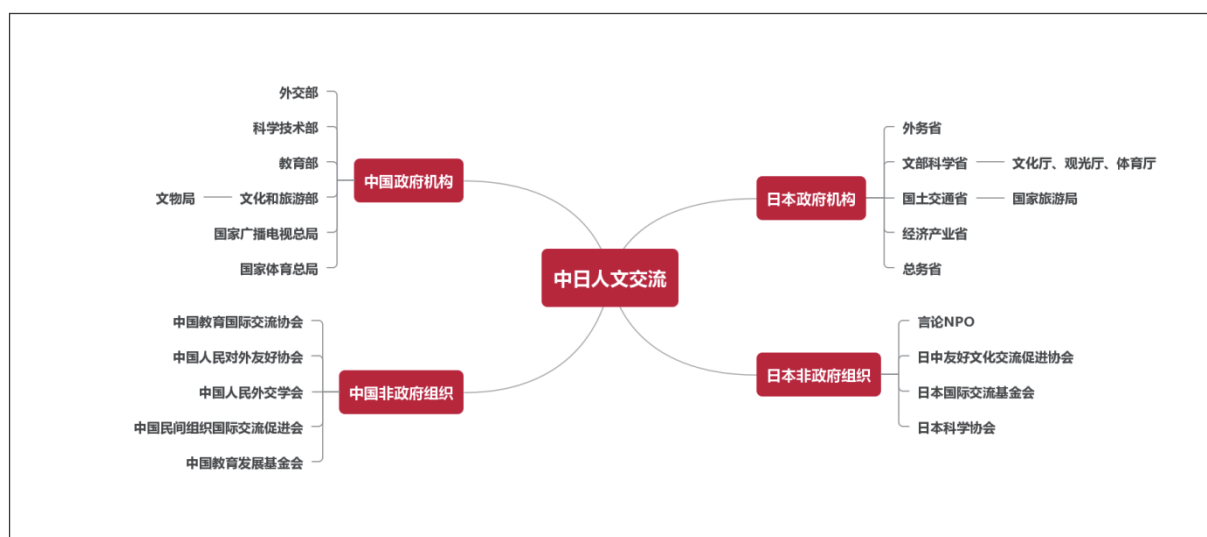 中日人文交流
中国政府机构
外交部
科学技术部
教育部
文化和旅游部
文物局
国家广播电视总局
国家体育总局
中国非政府组织
中国教育国际交流协会
中国人民对外友好协会
中国人民外交学会
中国民间组织国际交流促进会
中国教育发展基金会
日本政府机构
外务省
文部科学省
文化厅、观光厅、体育厅
国土交通省
国家旅游局
经济产业省
总务省
日本非政府组织
言论NPO
日中友好文化交流促进协会
日本国际交流基金会
日本科学协会